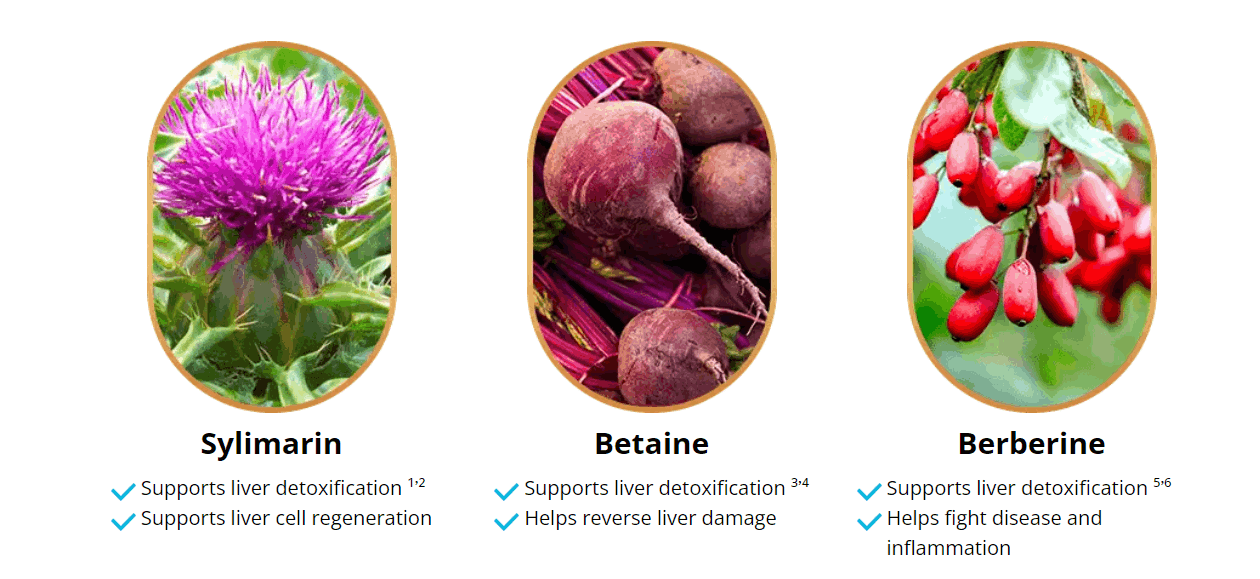 Sylimarin
Supports liver detoxification ¹,²
Supports liver cell regeneration
Betaine
Supports liver detoxification ³,⁴
Helps reverse liver damage
Berberine
Supports liver detoxification ⁵,⁶
Helps fight disease and
inflammation